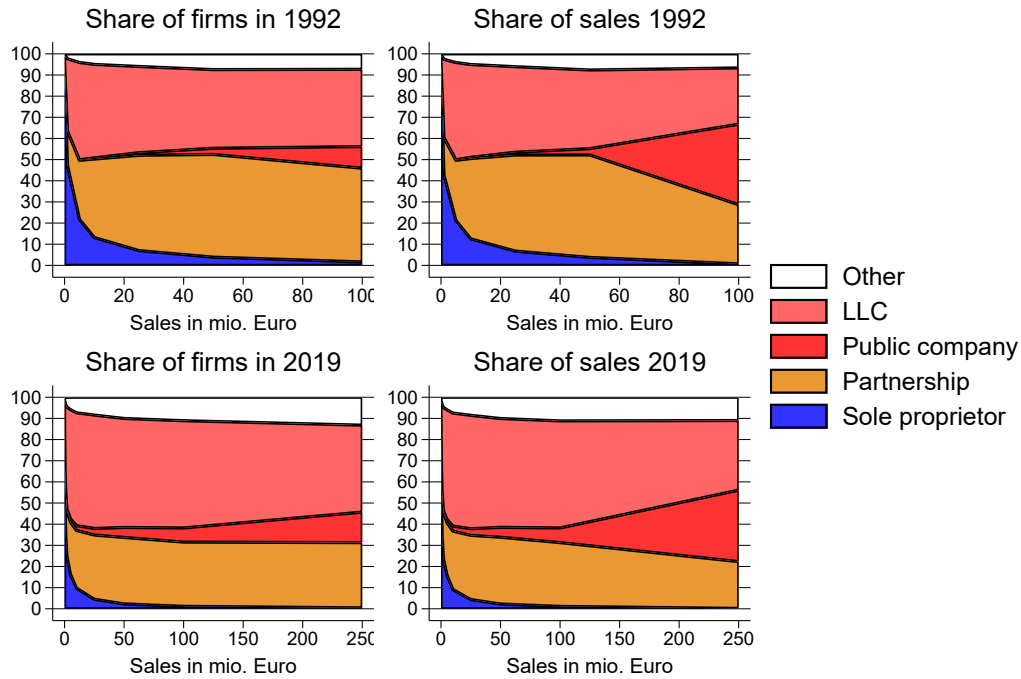 Share of firms in 1992
Share of sales 1992
100
90
80
70
60
50
40
30
20
10
0
0 20 40 60 80 100
Sales in mio. Euro
100
90
80
70
60
50
40
30
20
10
0
0 20 40 60 80 100
Sales in mio. Euro
Share of firms in 2019
Share of sales 2019
100
90
80
70
60
50
40
30
20
10
0
0 50 100 150 200 250
Sales in mio. Euro
100
90
80
70
60
50
40
30
20
10
0
0 50 100 150 200 250
Sales in mio. Euro
Other
LLC
Public company
Partnership
Sole proprietor